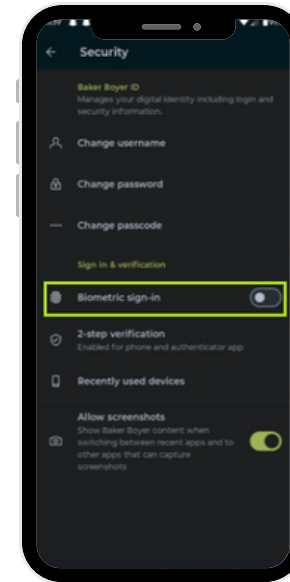 Security
Baker Boyer ID
Manages your digital identity including login and
security information.
Change username
Change password
Change passcode
Sign in & verification
Biometric sign-in
2-step verification
Enabled for phone and authenticator app
Recently used devices
Allow screenshots
Show Baker Boyer content when
switching between recent apps and to
other apps that can capture
screenshots